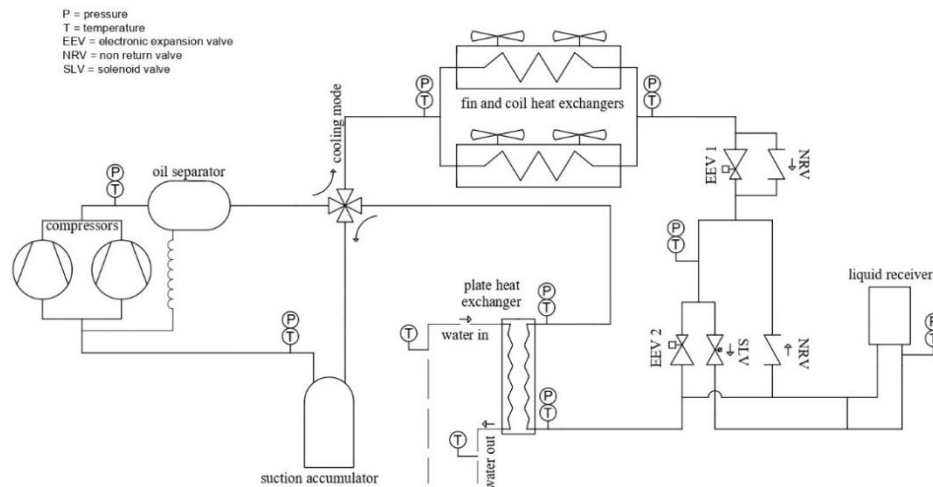 P = pressure
T = temperature
EEV = electronic expansion valve
NRV = non return valve
SLV = solenoid valve
P
T
fin and coil heat exchangers
P
T
cooling mode
EEV 1
NRV
P
T
oil separator
compressors
P
T
liquid receiver
plate heat
exchanger
P
T
P
T
water in
T
EEV 2
SLV
NRV
P
T
P
T
T
water out
suction accumulator